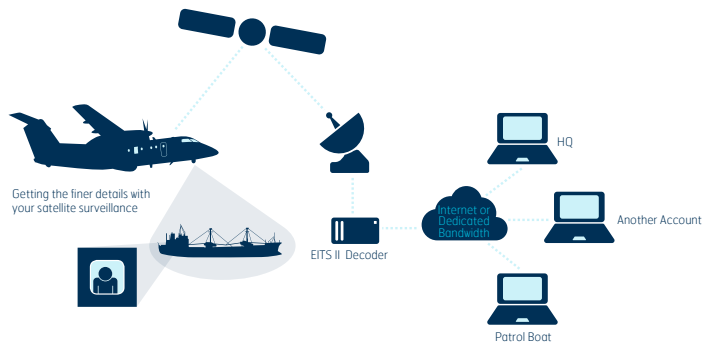 Getting the finer details with
your satellite surveillance
EITS II Decoder
Internet or
Dedicated
Bandwidth
HQ
Another Account
Patrol Boat